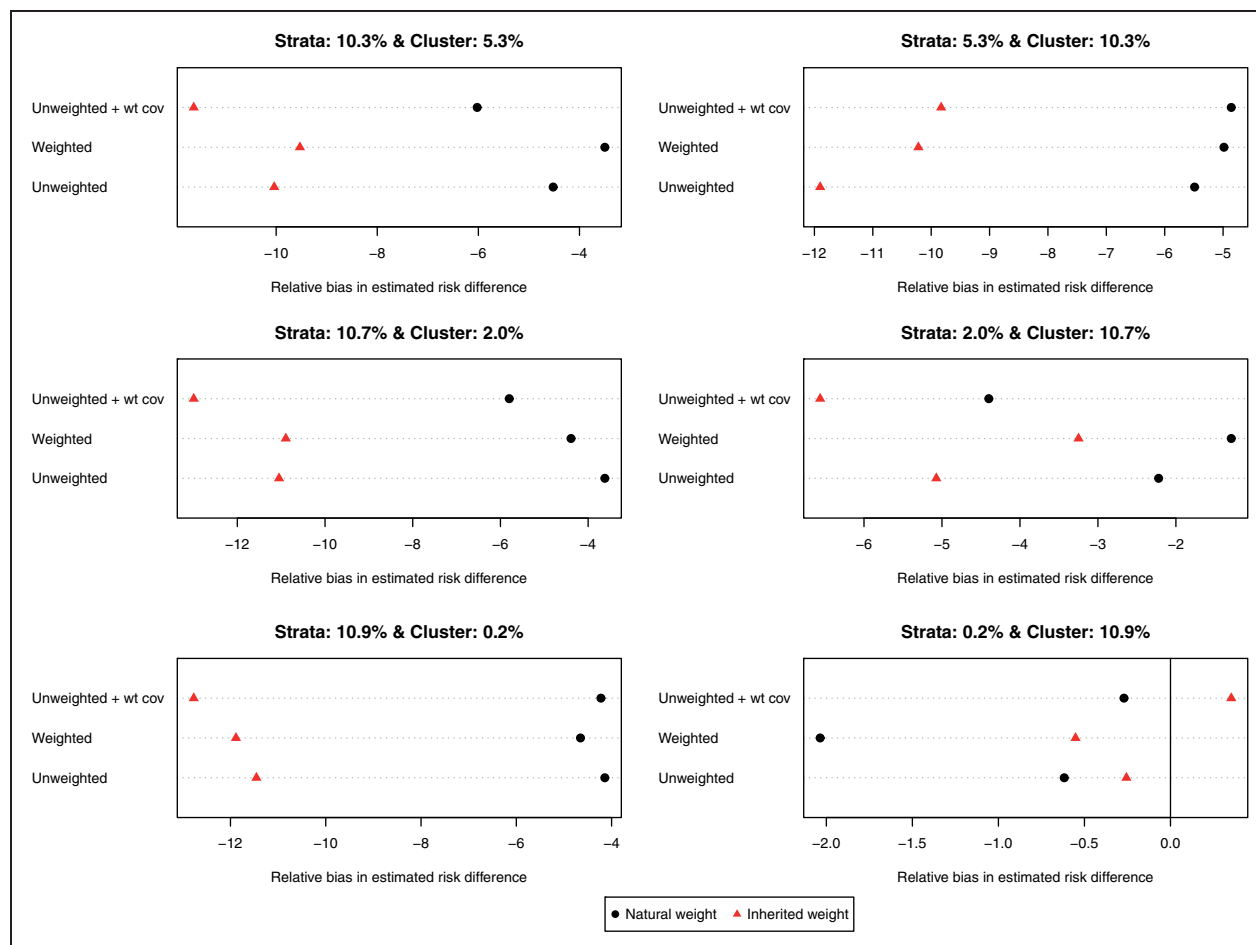 Strata: 10.3% & Cluster: 5.3%
Unweighted + wt cov
Weighted
Unweighted
−10 −8 −6 −4
Relative bias in estimated risk difference
Strata: 5.3% & Cluster: 10.3%
Unweighted + wt cov
Weighted
Unweighted
−12 −11 −10 −9 −8 −7 −6 −5
Relative bias in estimated risk difference
Strata: 10.7% & Cluster: 2.0%
Unweighted + wt cov
Weighted
Unweighted
−12 −10 −8 −6 −4
Relative bias in estimated risk difference
Strata: 2.0% & Cluster: 10.7%
Unweighted + wt cov
Weighted
Unweighted
−6 −5 −4 −3 −2
Relative bias in estimated risk difference
Strata: 10.9% & Cluster: 0.2%
Unweighted + wt cov
Weighted
Unweighted
−12 −10 −8 −6 −4
Relative bias in estimated risk difference
Strata: 0.2% & Cluster: 10.9%
Unweighted + wt cov
Weighted
Unweighted
−2.0 −1.5 −1.0 −0.5 0.0
Relative bias in estimated risk difference
Natural weight Inherited weight